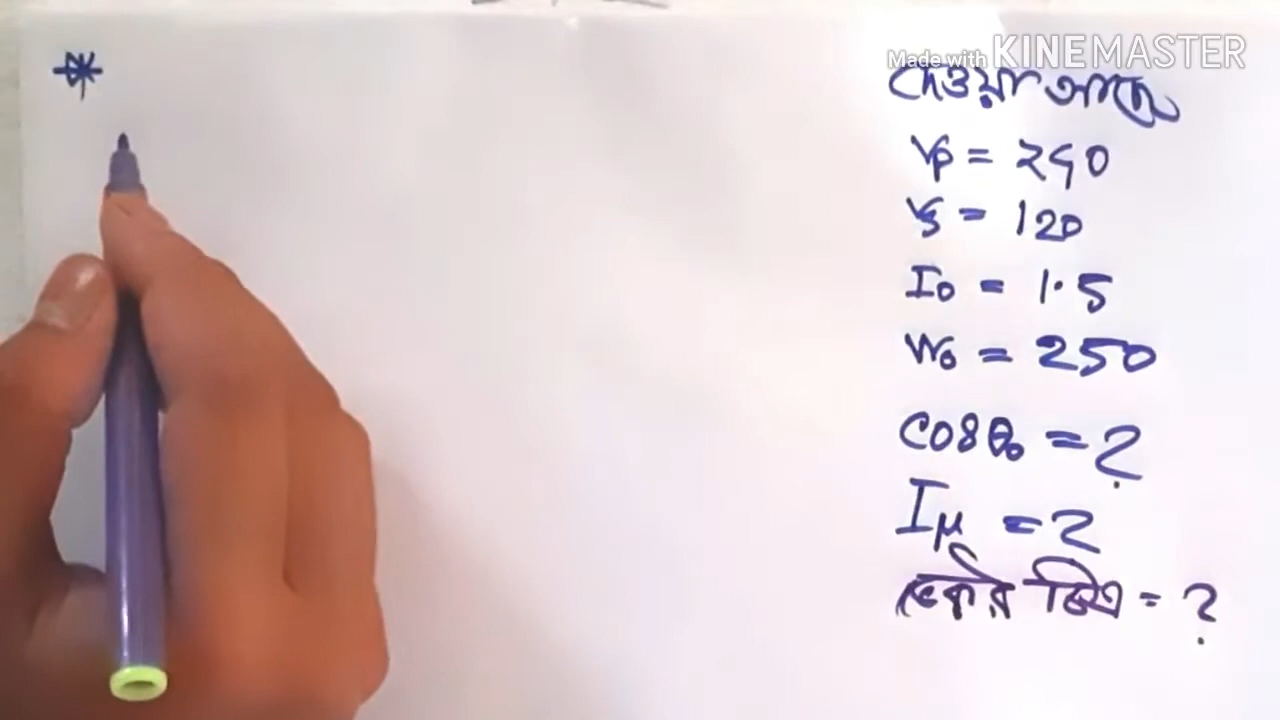 Made with KINEMASTER
দেওয়া আছে
Vp = 240
Vs = 120
I₀ = 1.5
W₀ = 250
cosθ₀ = ?
Iμ = ?
ভেক্টর চিত্র = ?